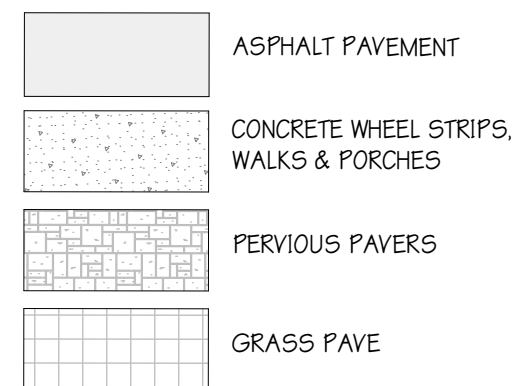 ASPHALT PAVEMENT
CONCRETE WHEEL STRIPS,
WALKS & PORCHES
PERVIOUS PAVERS
GRASS PAVE